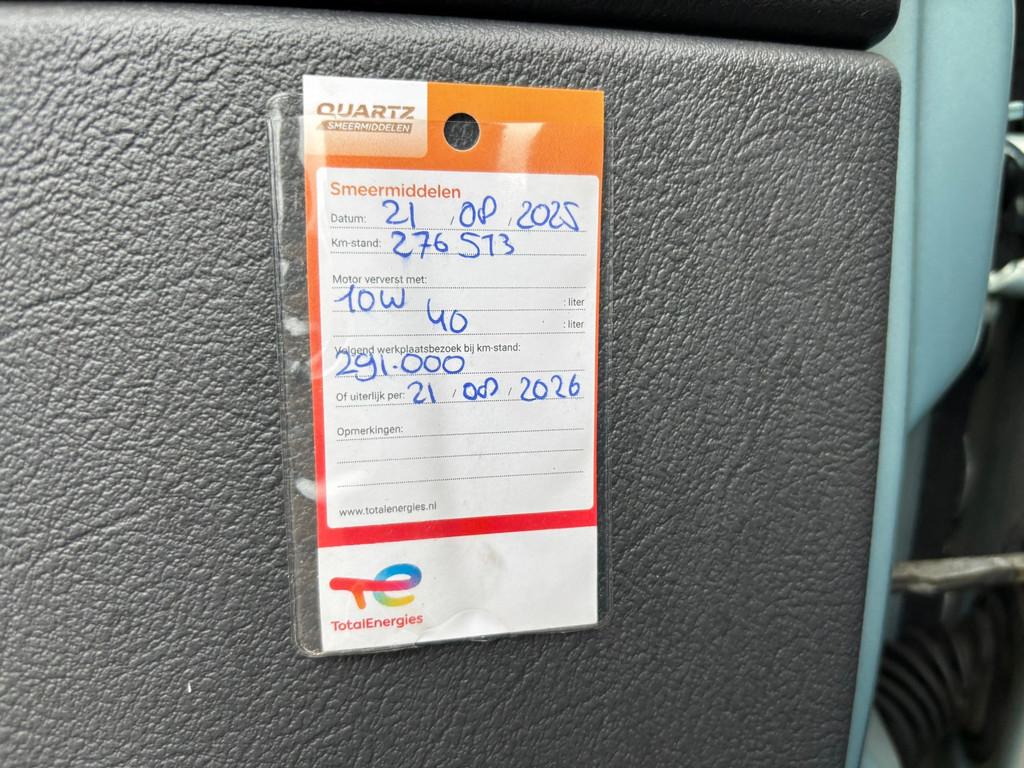 QUARTZ
SMEERMIDDELEN
Smeermiddelen
Datum: 21 / 08 / 2025
Km-stand: 276 513
Motor ververst met:
10W : liter
40 : liter
Volgend werkplaatsbezoek bij km-stand:
291.000
Of uiterlijk per: 21 / 08 / 2026
Opmerkingen:
www.totalenergies.nl
TotalEnergies